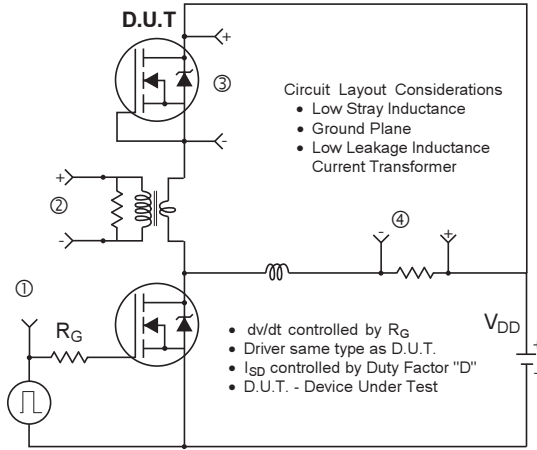 D.U.T
+
③
-
Circuit Layout Considerations
• Low Stray Inductance
• Ground Plane
• Low Leakage Inductance
Current Transformer
+
②
-
④
- +
①
R_G
• dv/dt controlled by R_G
• Driver same type as D.U.T.
• I_SD controlled by Duty Factor "D"
• D.U.T. - Device Under Test
V_DD
+
-